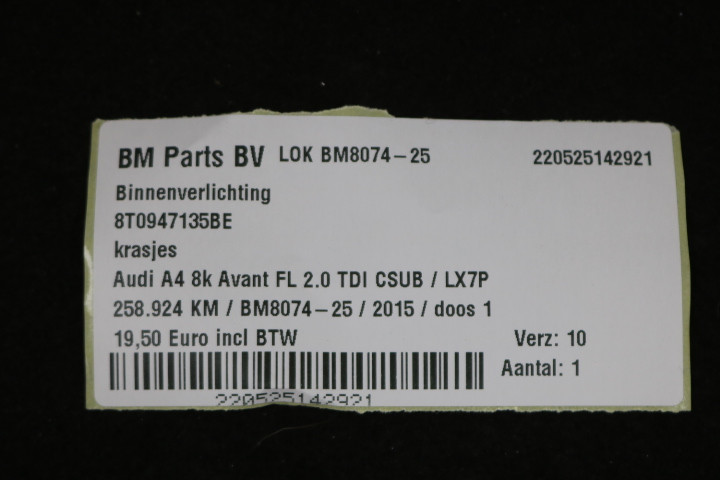 BM Parts BV LOK BM8074-25 220525142921
Binnenverlichting
8T0947135BE
krasjes
Audi A4 8k Avant FL 2.0 TDI CSUB / LX7P
258.924 KM / BM8074-25 / 2015 / doos 1
19,50 Euro incl BTW Verz: 10
Aantal: 1
220525142921